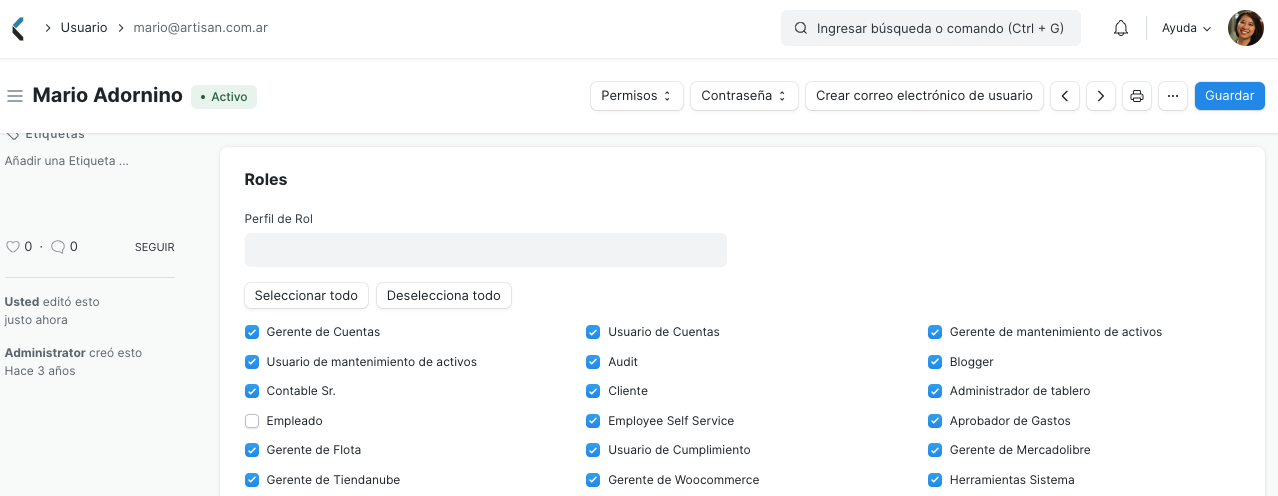 Usuario mario@artisan.com.ar
Ingresar búsqueda o comando (Ctrl + G)
Ayuda
Mario Adornino
• Activo
Permisos
Contraseña
Crear correo electrónico de usuario
...
Guardar
Etiquetas
Añadir una Etiqueta ...
0 · 0 SEGUIR
Usted editó esto
justo ahora
Administrator creó esto
Hace 3 años
Roles
Perfil de Rol
Seleccionar todo Deselecciona todo
Gerente de Cuentas Usuario de Cuentas Gerente de mantenimiento de activos
Usuario de mantenimiento de activos Audit Blogger
Contable Sr. Cliente Administrador de tablero
Empleado Employee Self Service Aprobador de Gastos
Gerente de Flota Usuario de Cumplimiento Gerente de Mercadolibre
Gerente de Tiendanube Gerente de Woocommerce Herramientas Sistema